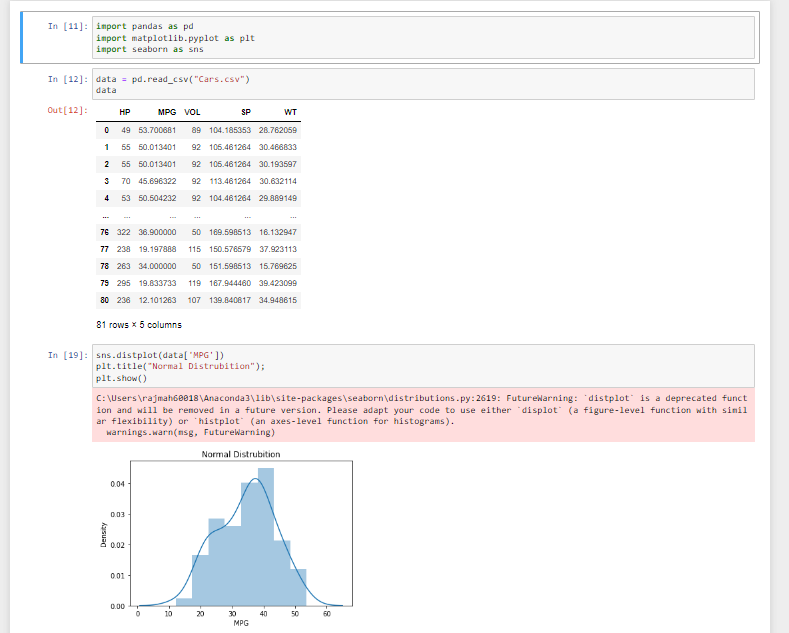 In [11]: import pandas as pd
import matplotlib.pyplot as plt
import seaborn as sns
In [12]: data = pd.read_csv("Cars.csv")
data
Out[12]:
HP MPG VOL SP WT
0 49 53.700681 89 104.185353 28.762059
1 55 50.013401 92 105.461264 30.466833
2 55 50.013401 92 105.461264 30.193597
3 70 45.696322 92 113.461264 30.632114
4 53 50.504232 92 104.461264 29.889149
... ... ... ... ... ...
76 322 36.900000 50 169.598513 16.132947
77 238 19.197888 115 150.576579 37.923113
78 263 34.000000 50 151.598513 15.769625
79 295 19.833733 119 167.944460 39.423099
80 236 12.101263 107 139.840817 34.948615
81 rows × 5 columns
In [19]: sns.distplot(data['MPG'])
plt.title("Normal Distrubition");
plt.show()
C:\Users\rajmah60018\Anaconda3\lib\site-packages\seaborn\distributions.py:2619: FutureWarning: `distplot` is a deprecated funct
ion and will be removed in a future version. Please adapt your code to use either `displot` (a figure-level function with simil
ar flexibility) or `histplot` (an axes-level function for histograms).
warnings.warn(msg, FutureWarning)
Normal Distrubition
0.04
0.03
0.02
0.01
0.00
Density
0 10 20 30 40 50 60
MPG